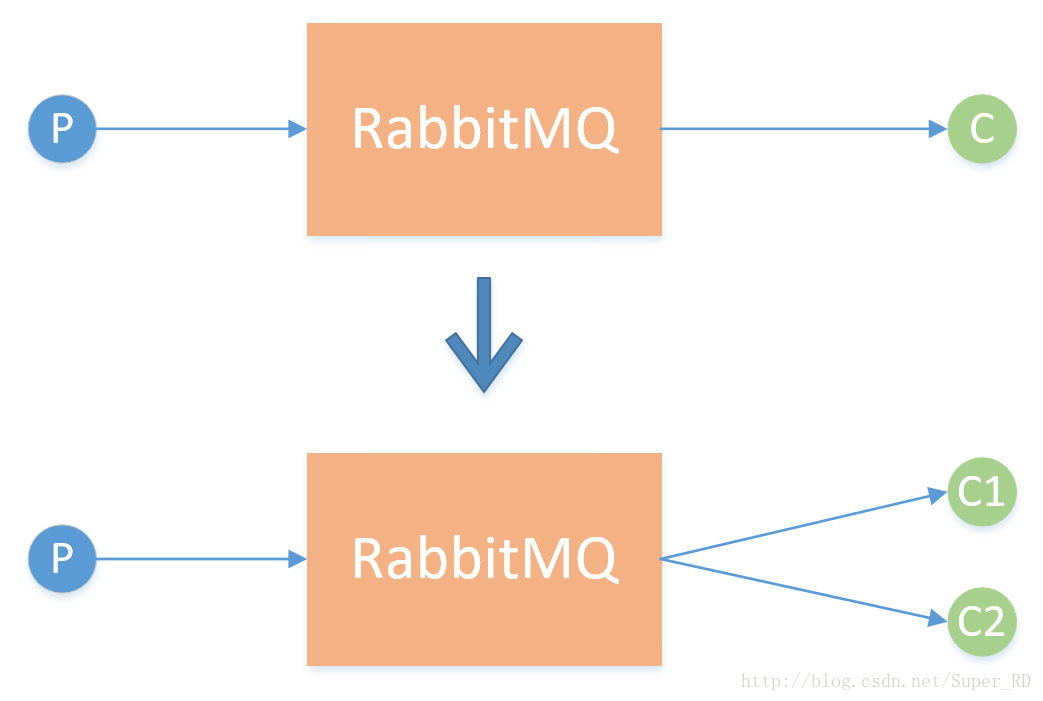 P
RabbitMQ
C
P
RabbitMQ
C1
C2
http://blog.csdn.net/Super_RD